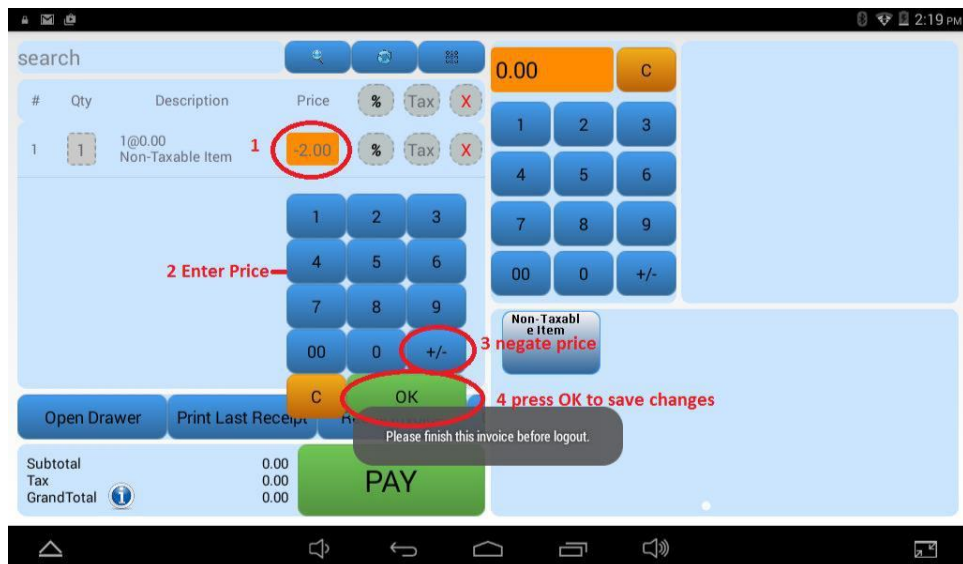 2:19 PM
search
0.00
C
# Qty Description Price % Tax X
1 1 1@0.00
Non-Taxable Item
1
-2.00 % Tax X
1 2 3
4 5 6
7 8 9
00 0 +/-
1 2 3
2 Enter Price
4 5 6
7 8 9
00 0 +/-
3 negate price
Non-Taxabl
e Item
C OK
4 press OK to save changes
Open Drawer Print Last Receipt
Please finish this invoice before logout.
Subtotal 0.00
Tax 0.00
GrandTotal 0.00
PAY